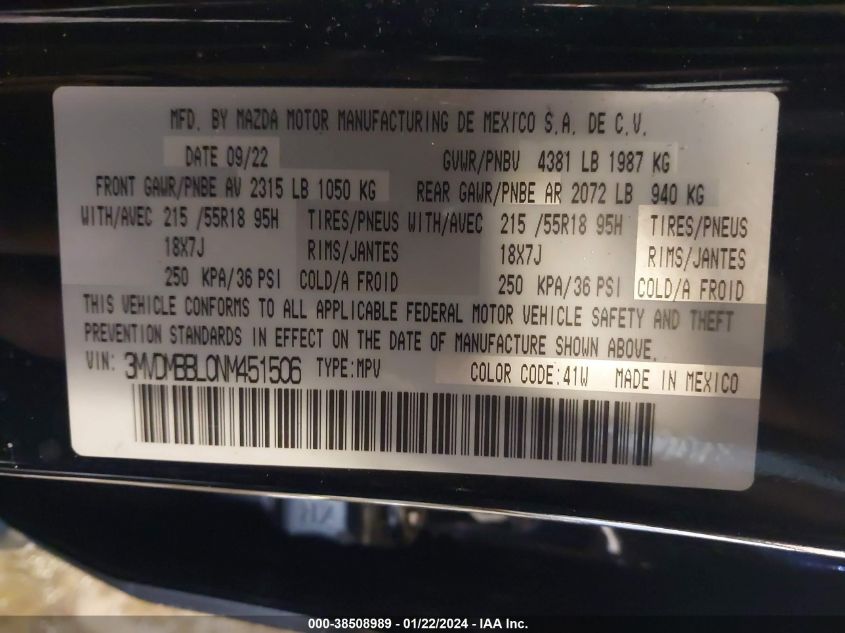 MFD. BY MAZDA MOTOR MANUFACTURING DE MEXICO S.A. DE C.V.
DATE 09/22 GVWR/PNBV 4381 LB 1987 KG
FRONT GAWR/PNBE AV 2315 LB 1050 KG REAR GAWR/PNBE AR 2072 LB 940 KG
WITH/AVEC 215 /55R18 95H TIRES/PNEUS WITH/AVEC 215 /55R18 95H TIRES/PNEUS
18X7J RIMS/JANTES 18X7J RIMS/JANTES
250 KPA/36 PSI COLD/A FROID 250 KPA/36 PSI COLD/A FROID
THIS VEHICLE CONFORMS TO ALL APPLICABLE FEDERAL MOTOR VEHICLE SAFETY AND THEFT
PREVENTION STANDARDS IN EFFECT ON THE DATE OF MANUFACTURE SHOWN ABOVE.
VIN: 3MVDMBBL0NM451506 TYPE:MPV COLOR CODE:41W MADE IN MEXICO
000-38508989 - 01/22/2024 - IAA Inc.